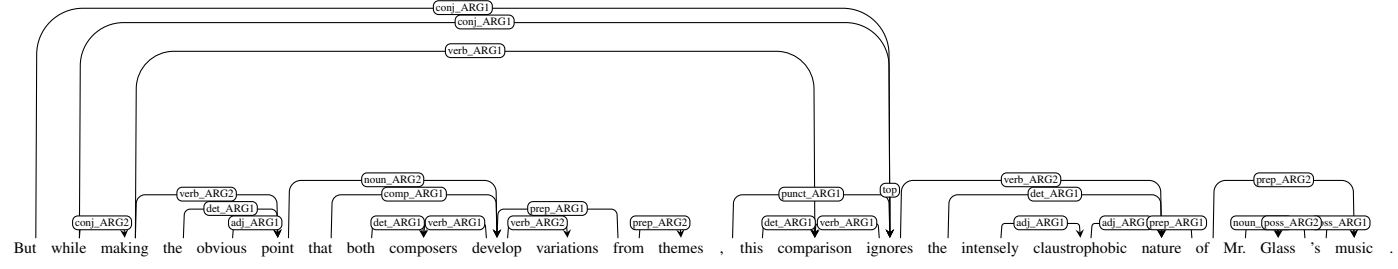 conj_ARG1
conj_ARG1
verb_ARG1
noun_ARG2 verb_ARG2 prep_ARG2
verb_ARG2 comp_ARG1 punct_ARG1 top det_ARG1
det_ARG1 prep_ARG1
conj_ARG2 adj_ARG1 det_ARG1 verb_ARG1 verb_ARG2 prep_ARG2 det_ARG1 verb_ARG1 adj_ARG1 prep_ARG1 poss_ARG2
But while making the obvious point that both composers develop variations from themes , this comparison ignores the intensely claustrophobic nature of Mr. Glass 's music .